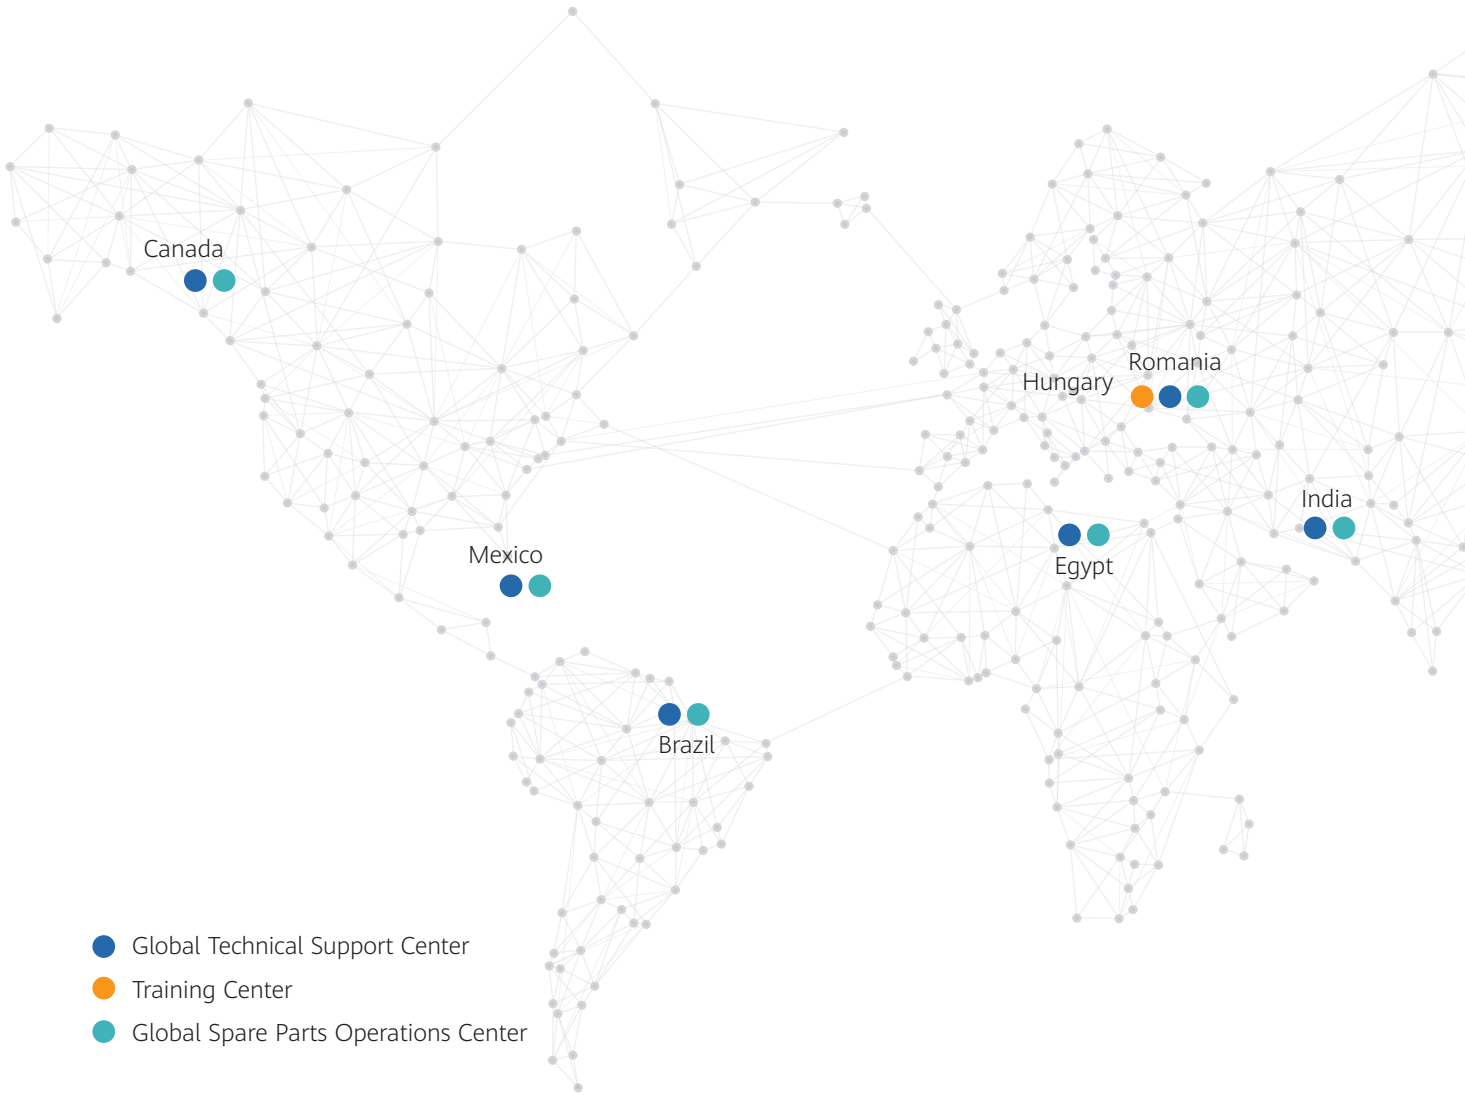 Canada
Romania
Hungary
India
Mexico
Egypt
Brazil
Global Technical Support Center
Training Center
Global Spare Parts Operations Center